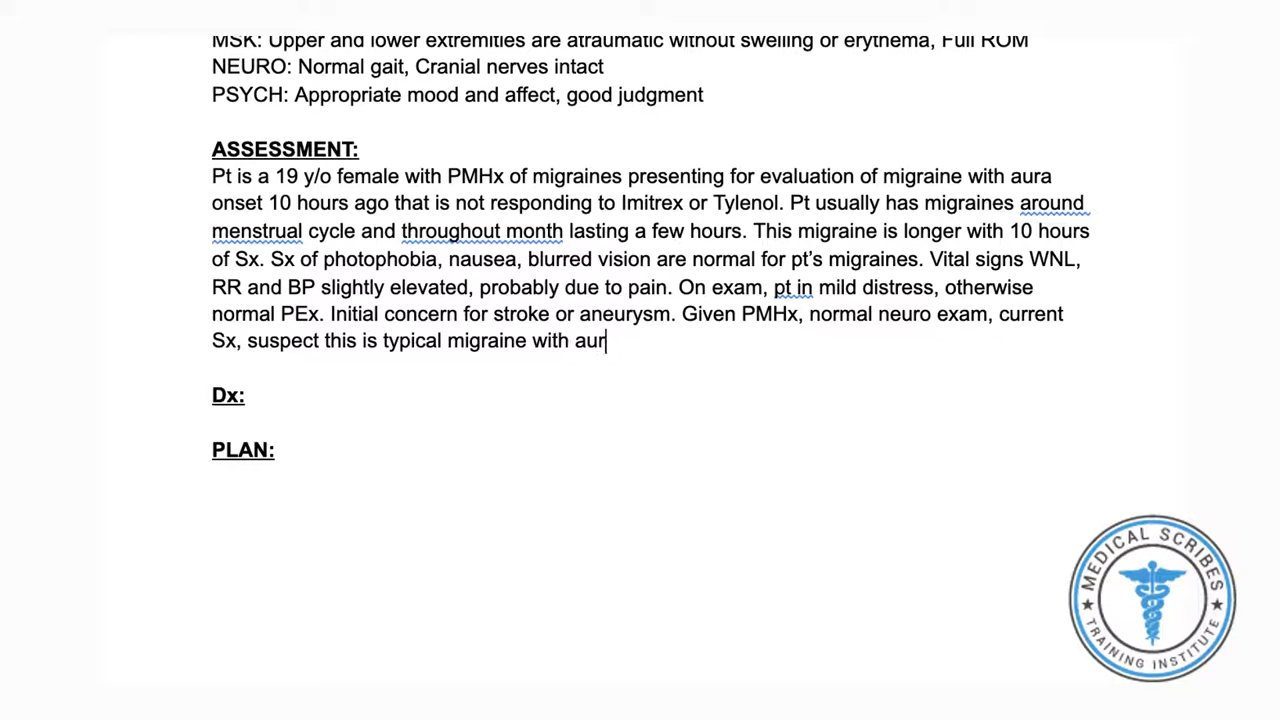 MSK: Upper and lower extremities are atraumatic without swelling or erythema, Full ROM
NEURO: Normal gait, Cranial nerves intact
PSYCH: Appropriate mood and affect, good judgment
ASSESSMENT:
Pt is a 19 y/o female with PMHx of migraines presenting for evaluation of migraine with aura
onset 10 hours ago that is not responding to Imitrex or Tylenol. Pt usually has migraines around
menstrual cycle and throughout month lasting a few hours. This migraine is longer with 10 hours
of Sx. Sx of photophobia, nausea, blurred vision are normal for pt’s migraines. Vital signs WNL,
RR and BP slightly elevated, probably due to pain. On exam, pt in mild distress, otherwise
normal PEx. Initial concern for stroke or aneurysm. Given PMHx, normal neuro exam, current
Sx, suspect this is typical migraine with aur
Dx:
PLAN:
MEDICAL SCRIBES
TRAINING INSTITUTE